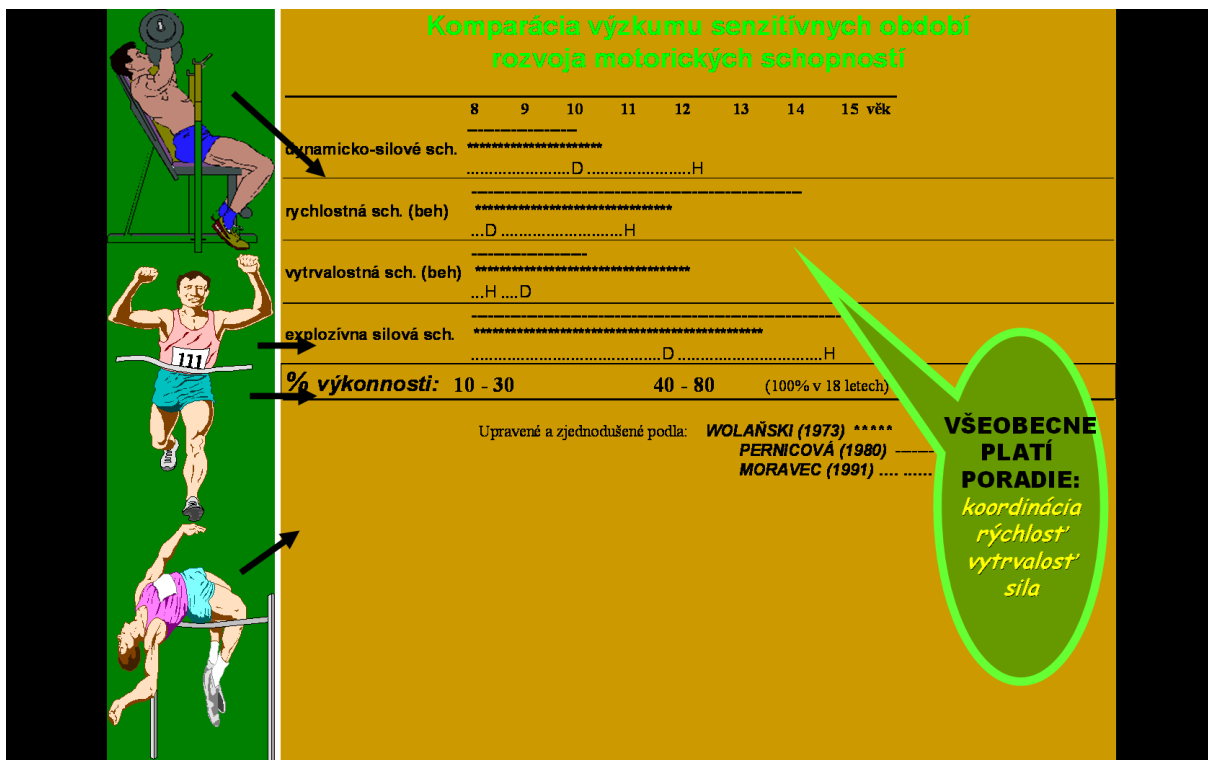 Komparácia výzkumu senzitívnych období
rozvoja motorických schopností
8 9 10 11 12 13 14 15 věk
---------------------
dynamicko-silové sch. **********************
.......................D ........................H
--------------------------------------------------------------
rychlostná sch. (beh) ********************************
...D ............................H
----------------------
vytrvalostná sch. (beh) ***********************************
...H ....D
----------------------------------------------------------------------
explozívna silová sch. ***********************************************
...........................................D .................................H
% výkonnosti: 10 - 30 40 - 80 (100% v 18 letech)
Upravené a zjednodušené podla: WOLAŇSKI (1973) *****
PERNICOVÁ (1980) -------
MORAVEC (1991) .... ......
VŠEOBECNE
PLATÍ
PORADIE:
koordinácia
rýchlosť
vytrvalosť
sila
111